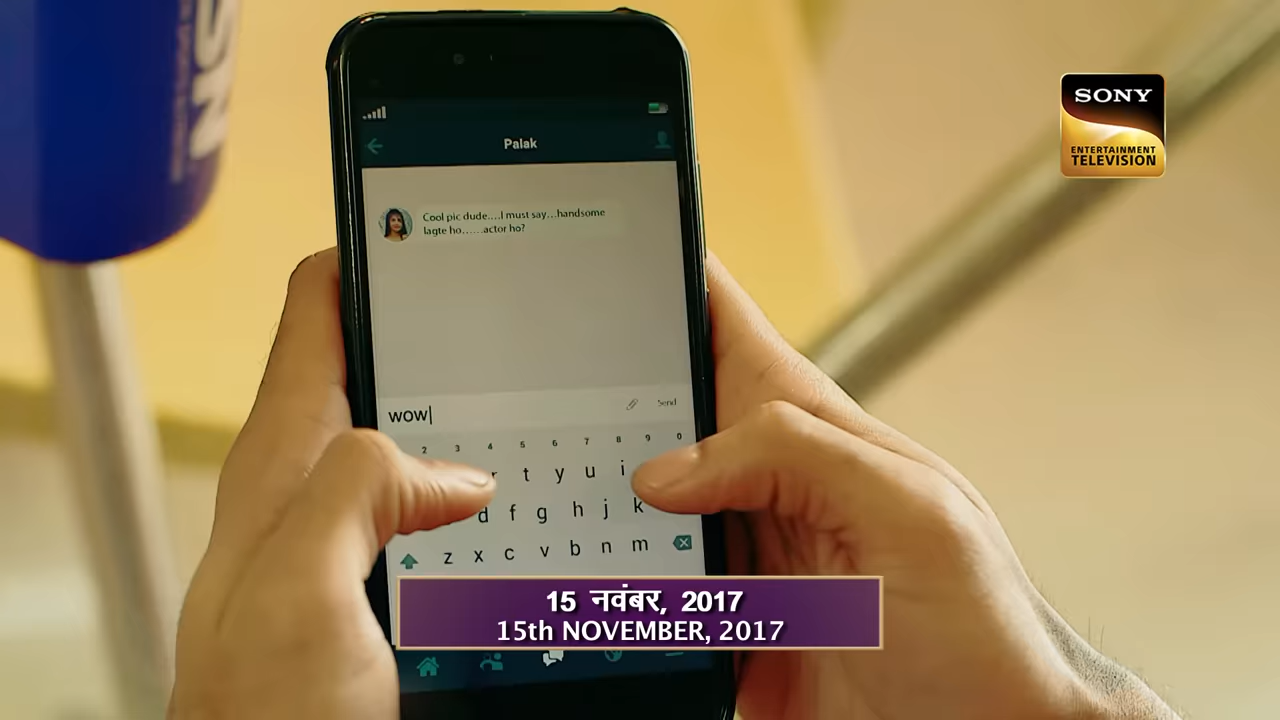 NSN
SONY
ENTERTAINMENT
TELEVISION
Palak
Cool pic dude....I must say...handsome
lagte ho......actor ho?
wow
Send
2 3 4 5 6 7 8 9 0
r t y u i
d f g h j k
z x c v b n m
15 नवंबर, 2017
15th NOVEMBER, 2017